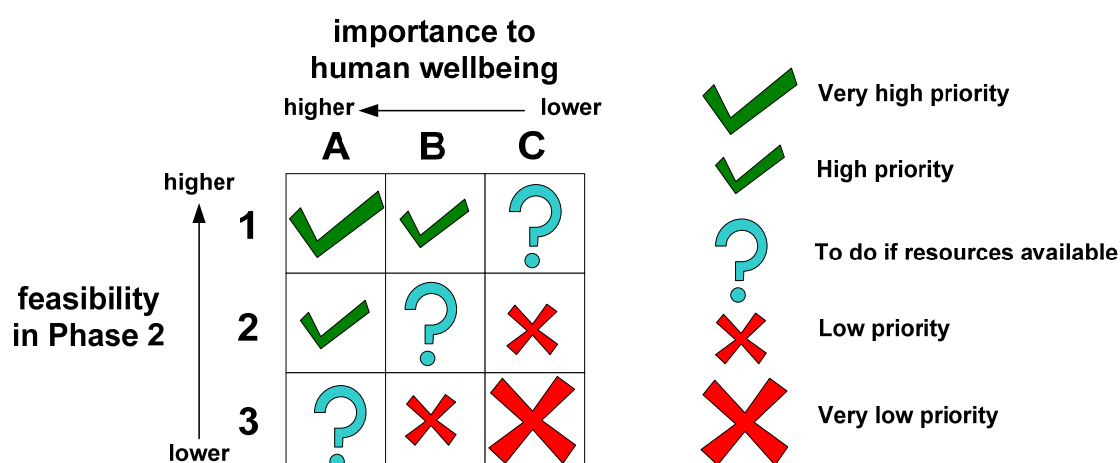 importance to
human wellbeing
higher lower
A B C
higher
1
feasibility
in Phase 2
2
3
lower
Very high priority
High priority
To do if resources available
Low priority
Very low priority